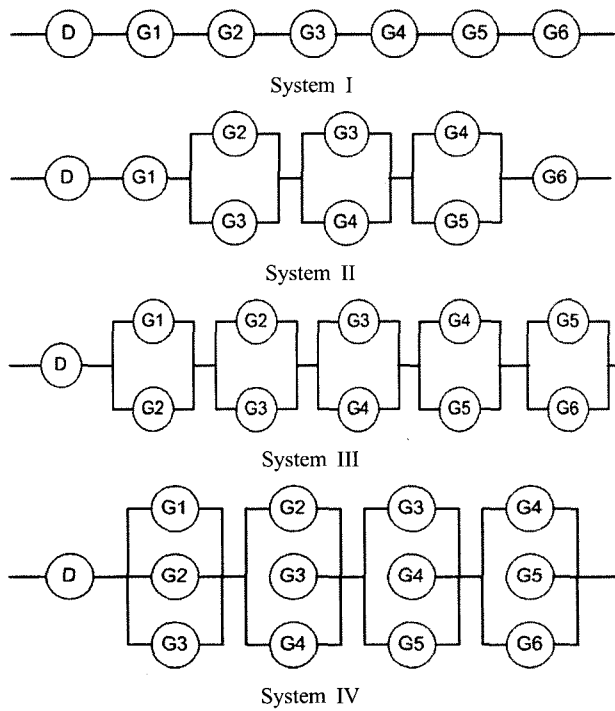 D G1 G2 G3 G4 G5 G6
System I
G2 G3 G4
D G1 G6
G3 G4 G5
System II
G1 G2 G3 G4 G5
D
G2 G3 G4 G5 G6
System III
G1 G2 G3 G4
D G2 G3 G4 G5
G3 G4 G5 G6
System IV